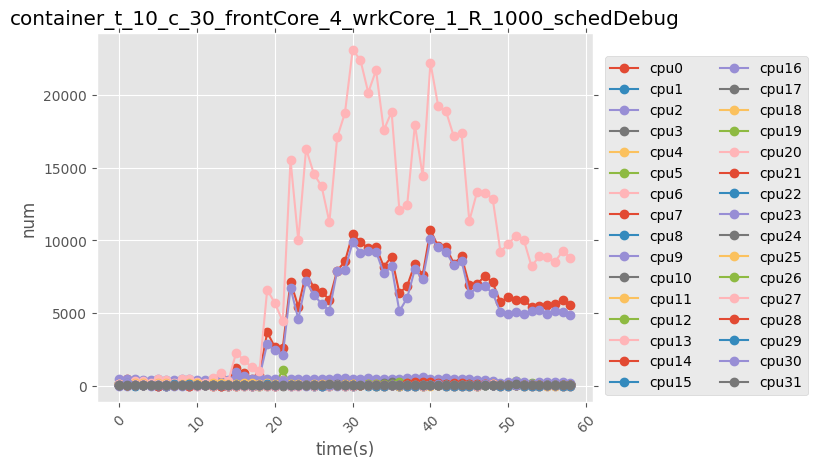 container_t_10_c_30_frontCore_4_wrkCore_1_R_1000_schedDebug
num
20000
15000
10000
5000
0
0
10
20
30
40
50
60
time(s)
cpu0
cpu1
cpu2
cpu3
cpu4
cpu5
cpu6
cpu7
cpu8
cpu9
cpu10
cpu11
cpu12
cpu13
cpu14
cpu15
cpu16
cpu17
cpu18
cpu19
cpu20
cpu21
cpu22
cpu23
cpu24
cpu25
cpu26
cpu27
cpu28
cpu29
cpu30
cpu31